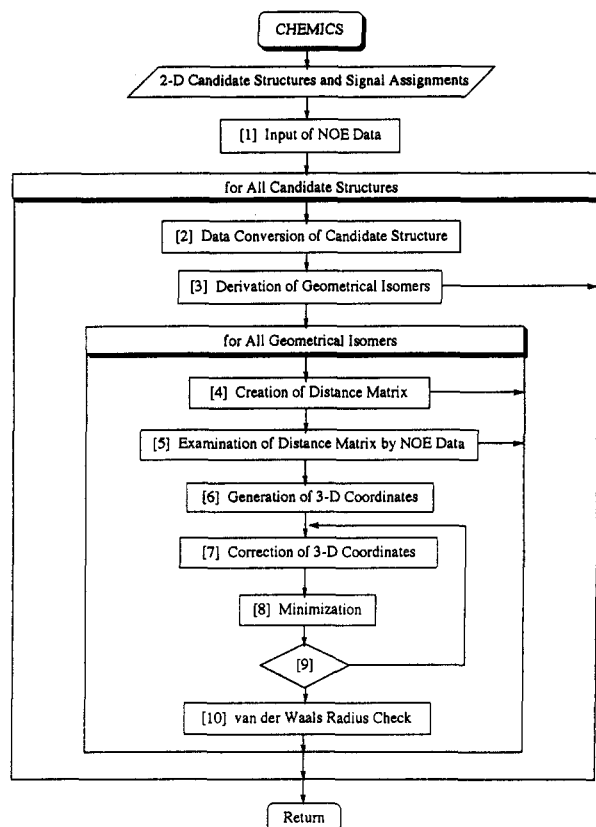 CHEMICS
2-D Candidate Structures and Signal Assignments
[1] Input of NOE Data
for All Candidate Structures
[2] Data Conversion of Candidate Structure
[3] Derivation of Geometrical Isomers
for All Geometrical Isomers
[4] Creation of Distance Matrix
[5] Examination of Distance Matrix by NOE Data
[6] Generation of 3-D Coordinates
[7] Correction of 3-D Coordinates
[8] Minimization
[9]
[10] van der Waals Radius Check
Return